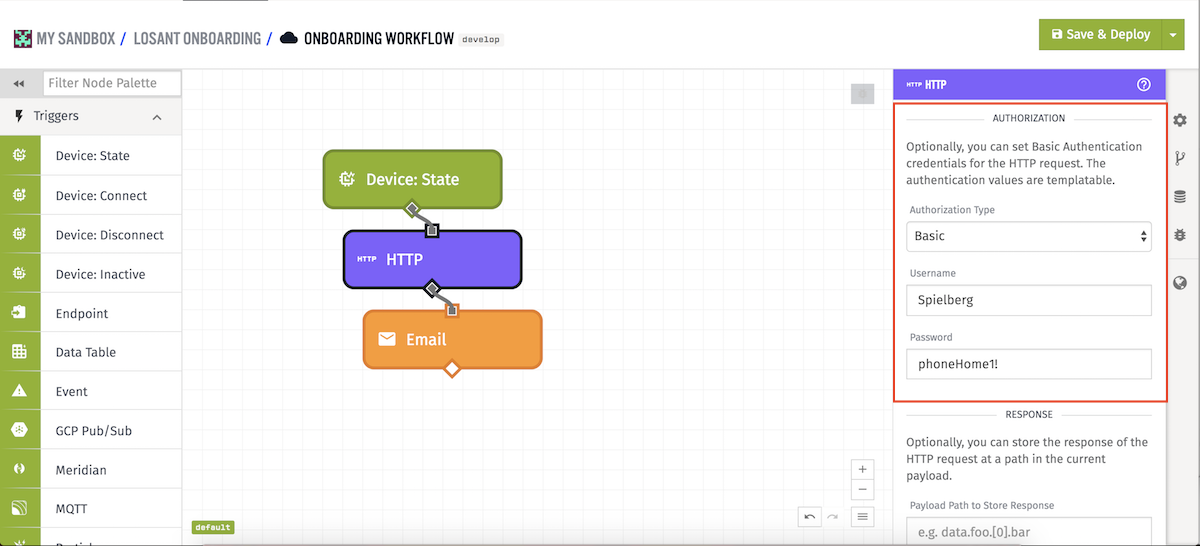 MY SANDBOX / LOSANT ONBOARDING / ONBOARDING WORKFLOW develop
Save & Deploy
Filter Node Palette
Triggers
Device: State
Device: Connect
Device: Disconnect
Device: Inactive
Endpoint
Data Table
Event
GCP Pub/Sub
Meridian
MQTT
Device: State
HTTP HTTP
Email
default
HTTP HTTP
AUTHORIZATION
Optionally, you can set Basic Authentication
credentials for the HTTP request. The
authentication values are templatable.
Authorization Type
Basic
Username
Spielberg
Password
phoneHome1!
RESPONSE
Optionally, you can store the response of the
HTTP request at a path in the current
payload.
Payload Path to Store Response
e.g. data.foo.[0].bar